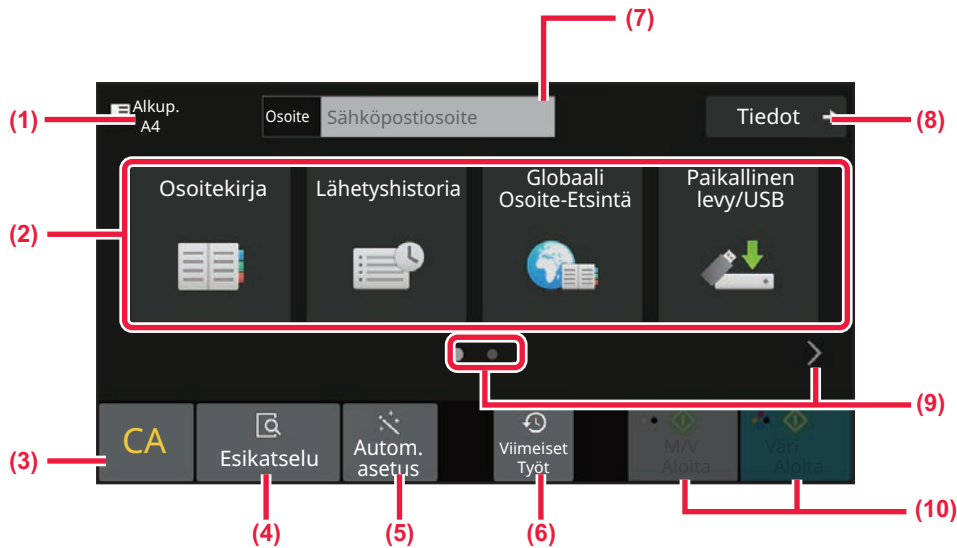 (7)
(1)
Alkup.
A4
Osoite
Sähköpostiosoite
Tiedot
(8)
(2)
Osoitekirja
Lähetyshistoria
Globaali
Osoite-Etsintä
Paikallinen
levy/USB
(9)
(3)
CA
Esikatselu
Autom.
asetus
Viimeiset
Työt
M/V
Aloita
Väri
Aloita
(4)
(5)
(6)
(10)